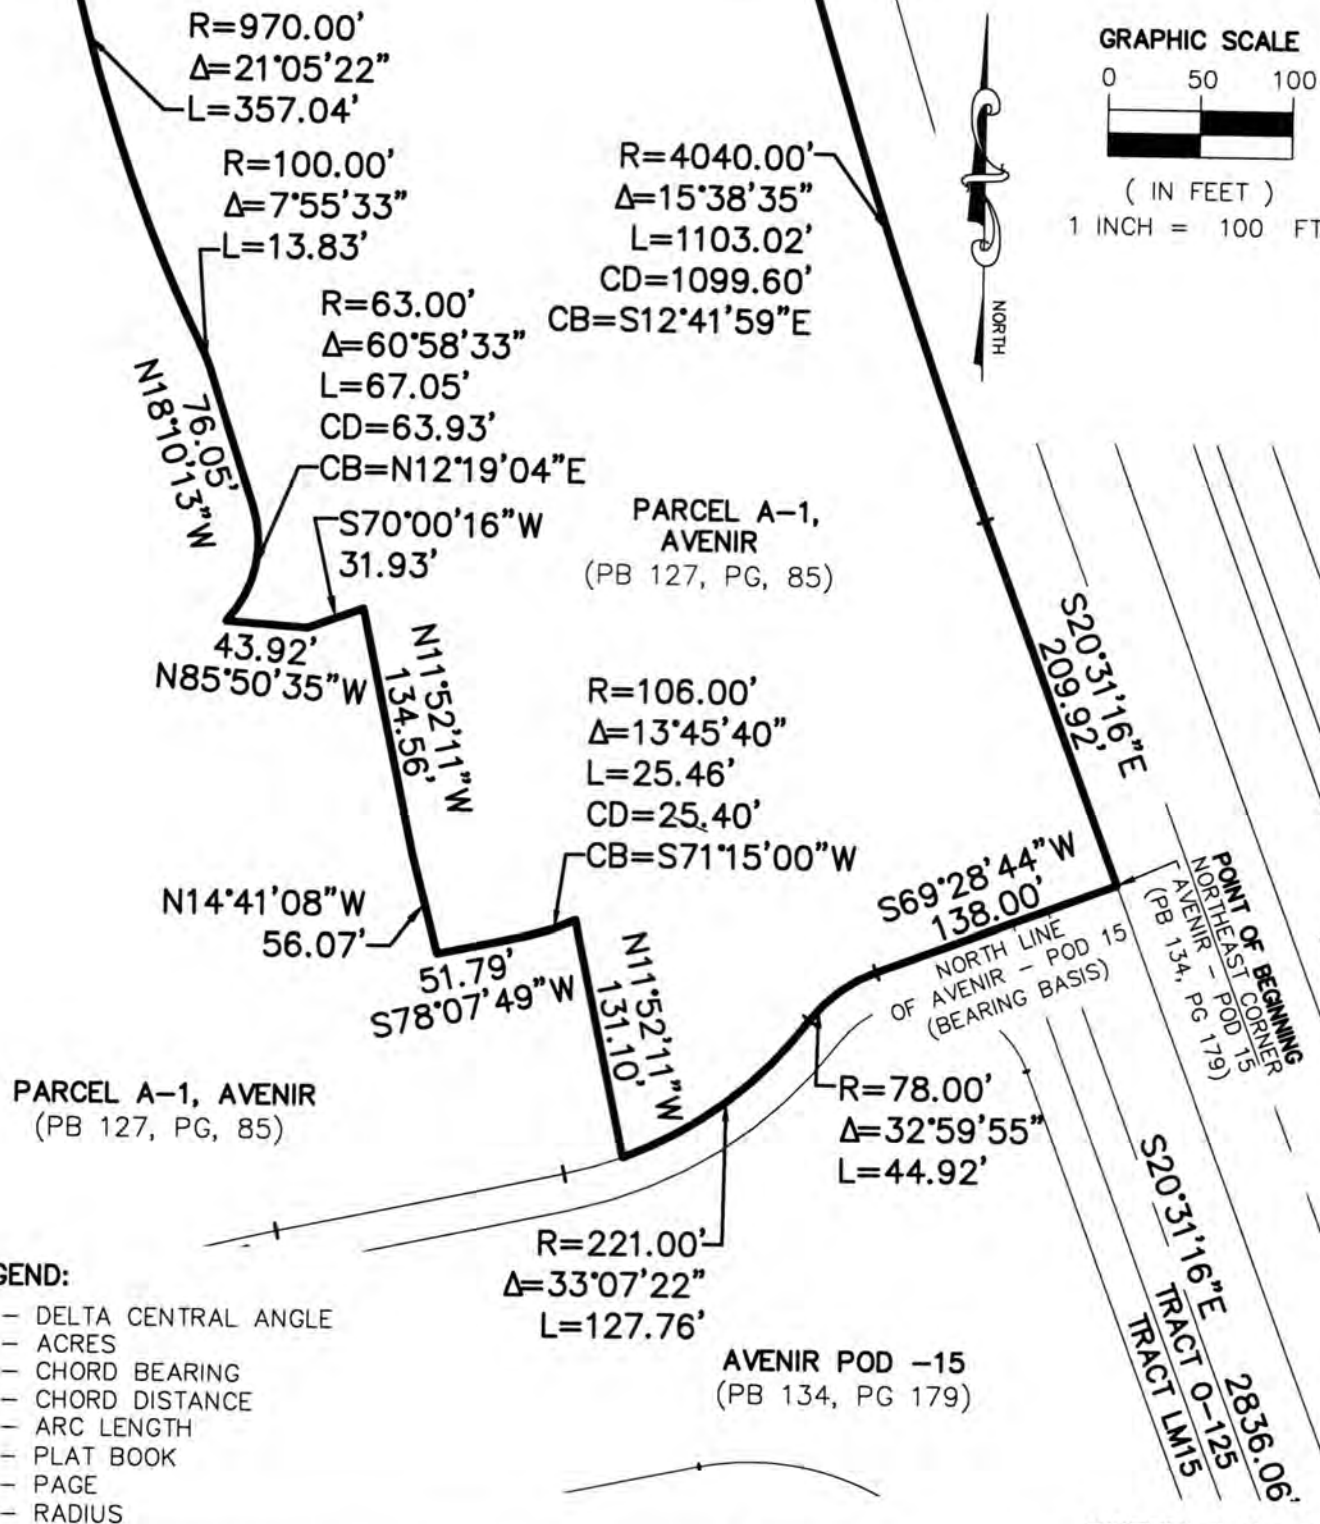 R=970.00'
Δ=21°05'22"
L=357.04'
R=100.00'
Δ=7°55'33"
L=13.83'
R=63.00'
Δ=60°58'33"
L=67.05'
CD=63.93'
CB=N12°19'04"E
R=4040.00'
Δ=15°38'35"
L=1103.02'
CD=1099.60'
CB=S12°41'59"E
GRAPHIC SCALE
0 50 100
( IN FEET )
1 INCH = 100 FT
NORTH
76.05'
N18°10'13"W
S70°00'16"W
31.93'
PARCEL A-1,
AVENIR
(PB 127, PG, 85)
43.92'
N85°50'35"W
N11°52'11"W
134.56'
S20°31'16"E
209.92'
R=106.00'
Δ=13°45'40"
L=25.46'
CD=25.40'
CB=S71°15'00"W
N14°41'08"W
56.07'
51.79'
S78°07'49"W
N11°52'11"W
131.10'
S69°28'44"W
138.00'
NORTH LINE
OF AVENIR - POD 15
(BEARING BASIS)
POINT OF BEGINNING
NORTHEAST CORNER
AVENIR - POD 15
(PB 134, PG 179)
PARCEL A-1, AVENIR
(PB 127, PG, 85)
R=78.00'
Δ=32°59'55"
L=44.92'
R=221.00'
Δ=33°07'22"
L=127.76'
S20°31'16"E 2836.06'
TRACT O-125
TRACT LM15
AVENIR POD -15
(PB 134, PG 179)
GEND:
- DELTA CENTRAL ANGLE
- ACRES
- CHORD BEARING
- CHORD DISTANCE
- ARC LENGTH
- PLAT BOOK
- PAGE
- RADIUS